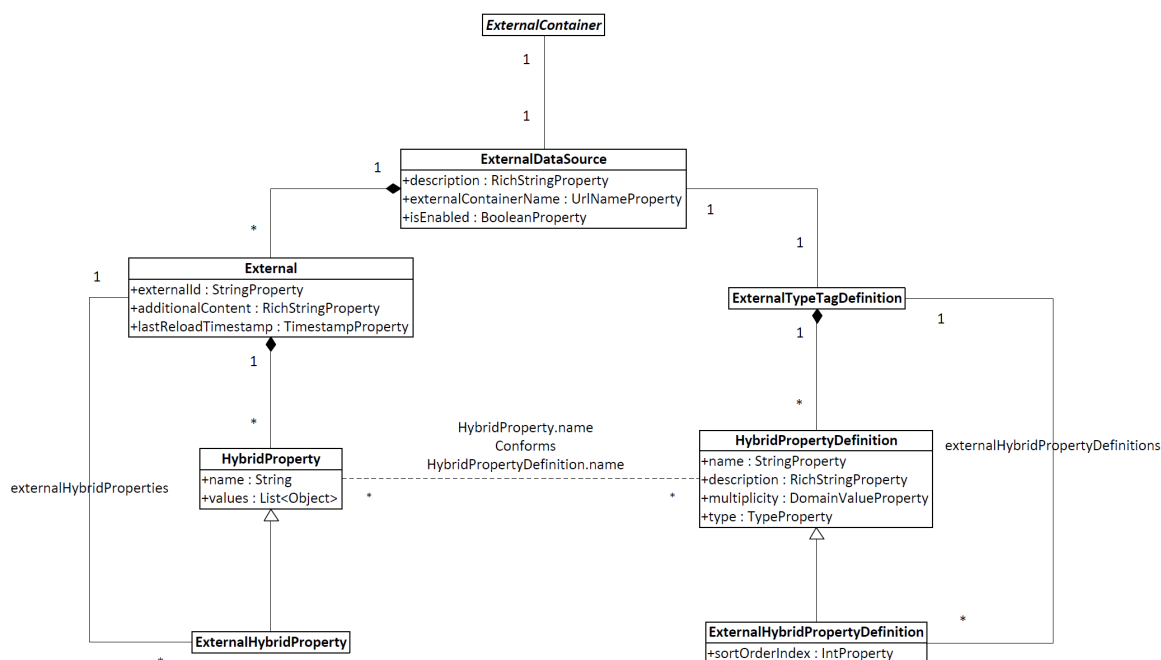 ExternalContainer
1
1
ExternalDataSource
+description : RichStringProperty
+externalContainerName : UrlNameProperty
+isEnabled : BooleanProperty
1
*
1
1
External
+externalId : StringProperty
+additionalContent : RichStringProperty
+lastReloadTimestamp : TimestampProperty
1
1
*
ExternalTypeTagDefinition
1
1
*
HybridProperty
+name : String
+values : List<Object>
HybridProperty.name
Conforms
HybridPropertyDefinition.name
*
*
HybridPropertyDefinition
+name : StringProperty
+description : RichStringProperty
+multiplicity : DomainValueProperty
+type : TypeProperty
externalHybridProperties
externalHybridPropertyDefinitions
ExternalHybridProperty
*
ExternalHybridPropertyDefinition
+sortOrderIndex : IntProperty
*